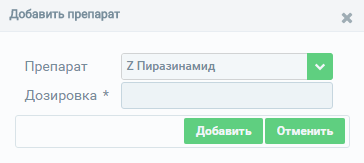 Добавить препарат
Препарат Z Пиразинамид
Дозировка *
Добавить Отменить